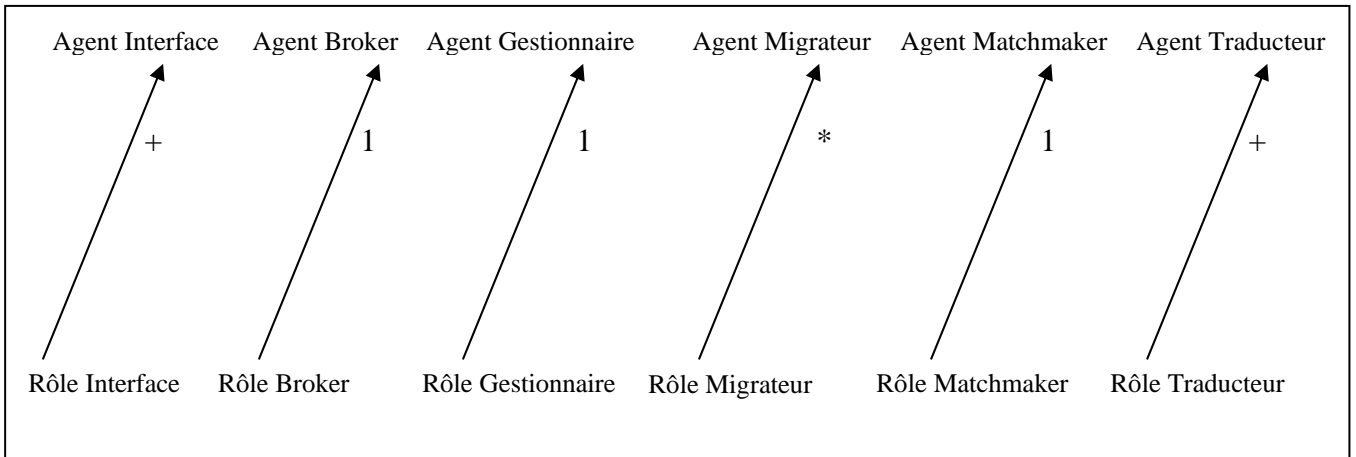 Agent Interface Agent Broker Agent Gestionnaire Agent Migrateur Agent Matchmaker Agent Traducteur
+ 1 1 * 1 +
Rôle Interface Rôle Broker Rôle Gestionnaire Rôle Migrateur Rôle Matchmaker Rôle Traducteur